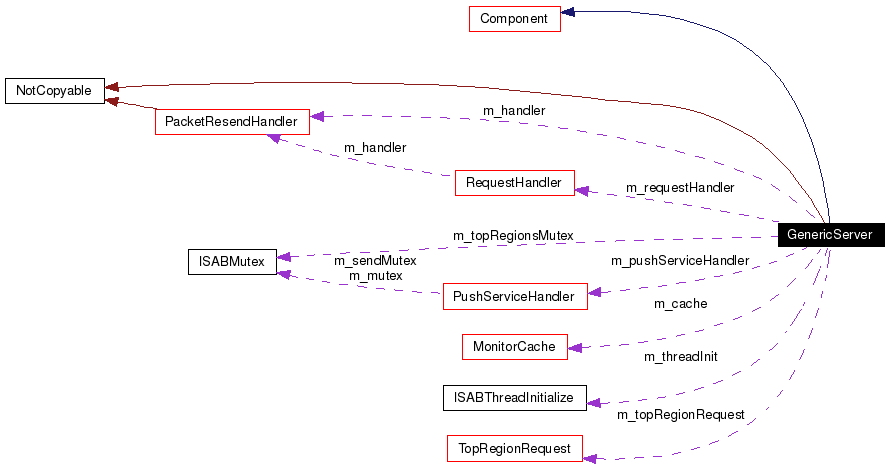 Component
NotCopyable
m_handler
PacketResendHandler
m_handler
RequestHandler
m_requestHandler
GenericServer
m_topRegionsMutex
ISABMutex
m_sendMutex
m_mutex
m_pushServiceHandler
PushServiceHandler
m_cache
MonitorCache
m_threadInit
ISABThreadInitialize
m_topRegionRequest
TopRegionRequest